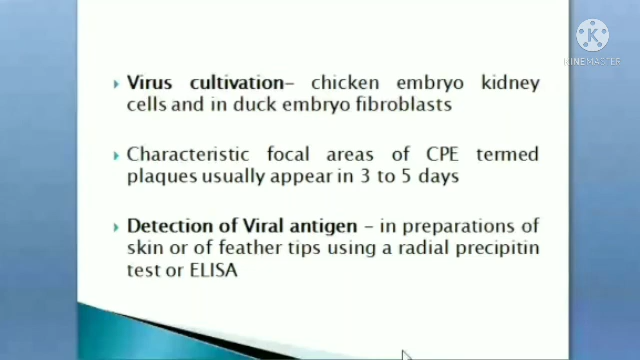 K
KINEMASTER
Virus cultivation– chicken embryo kidney
cells and in duck embryo fibroblasts
Characteristic focal areas of CPE termed
plaques usually appear in 3 to 5 days
Detection of Viral antigen – in preparations of
skin or of feather tips using a radial precipitin
test or ELISA